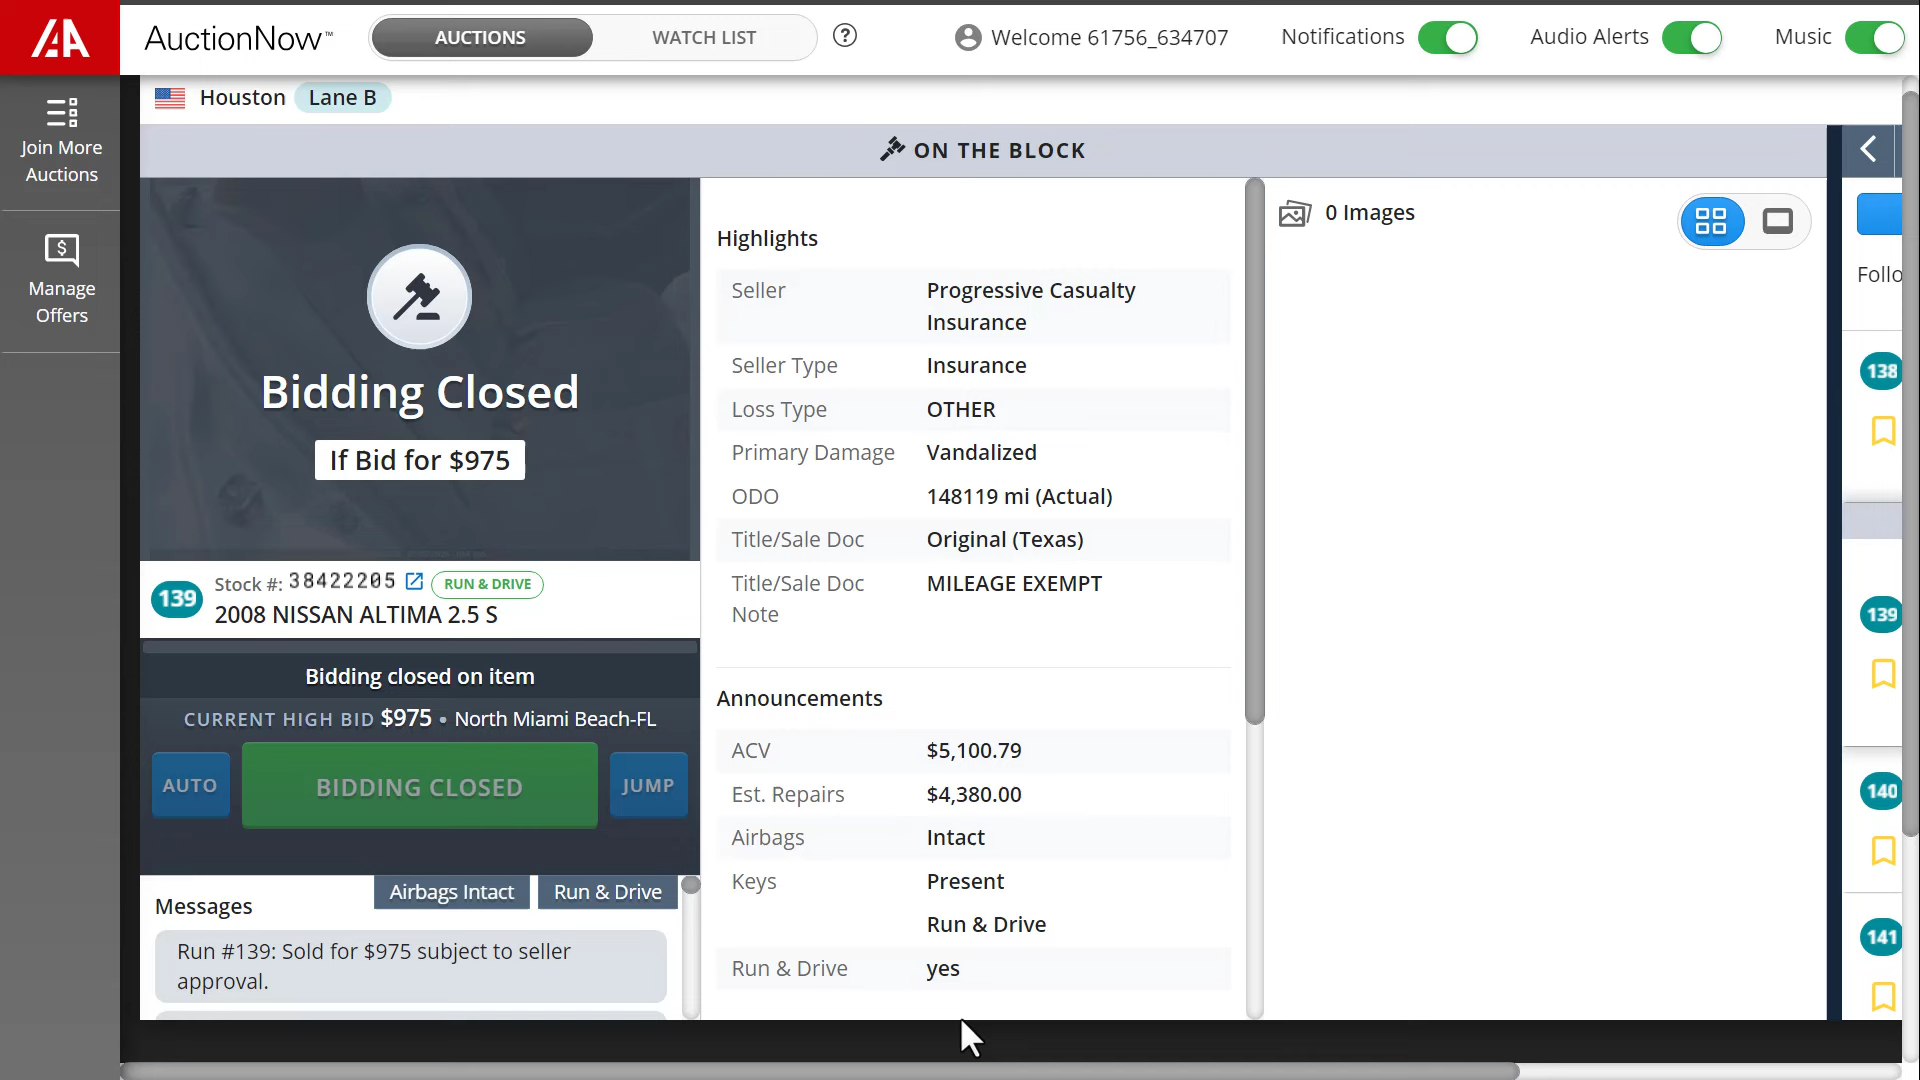 IAA
AuctionNow™
AUCTIONS
WATCH LIST
?
Welcome 61756_634707
Notifications
Audio Alerts
Music
Join More
Auctions
Manage
Offers
Houston
Lane B
ON THE BLOCK
Bidding Closed
If Bid for $975
139
Stock #: 38422205
RUN & DRIVE
2008 NISSAN ALTIMA 2.5 S
Bidding closed on item
CURRENT HIGH BID $975 • North Miami Beach-FL
AUTO
BIDDING CLOSED
JUMP
Messages
Airbags Intact
Run & Drive
Run #139: Sold for $975 subject to seller
approval.
Highlights
Seller Progressive Casualty
Insurance
Seller Type Insurance
Loss Type OTHER
Primary Damage Vandalized
ODO 148119 mi (Actual)
Title/Sale Doc Original (Texas)
Title/Sale Doc MILEAGE EXEMPT
Note
Announcements
ACV $5,100.79
Est. Repairs $4,380.00
Airbags Intact
Keys Present
Run & Drive
Run & Drive yes
0 Images
Follo
138
139
140
141